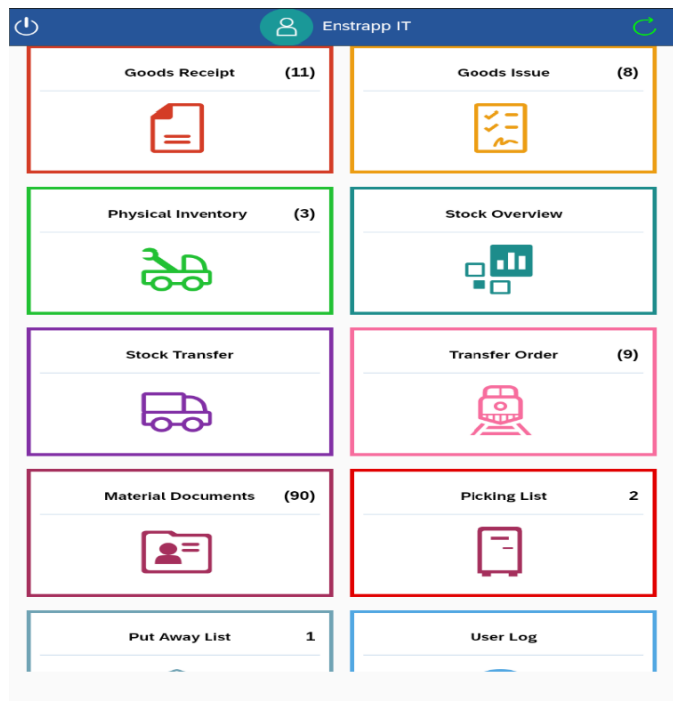 Enstrapp IT
Goods Receipt (11)
Goods Issue (8)
Physical Inventory (3)
Stock Overview
Stock Transfer
Transfer Order (9)
Material Documents (90)
Picking List 2
Put Away List 1
User Log